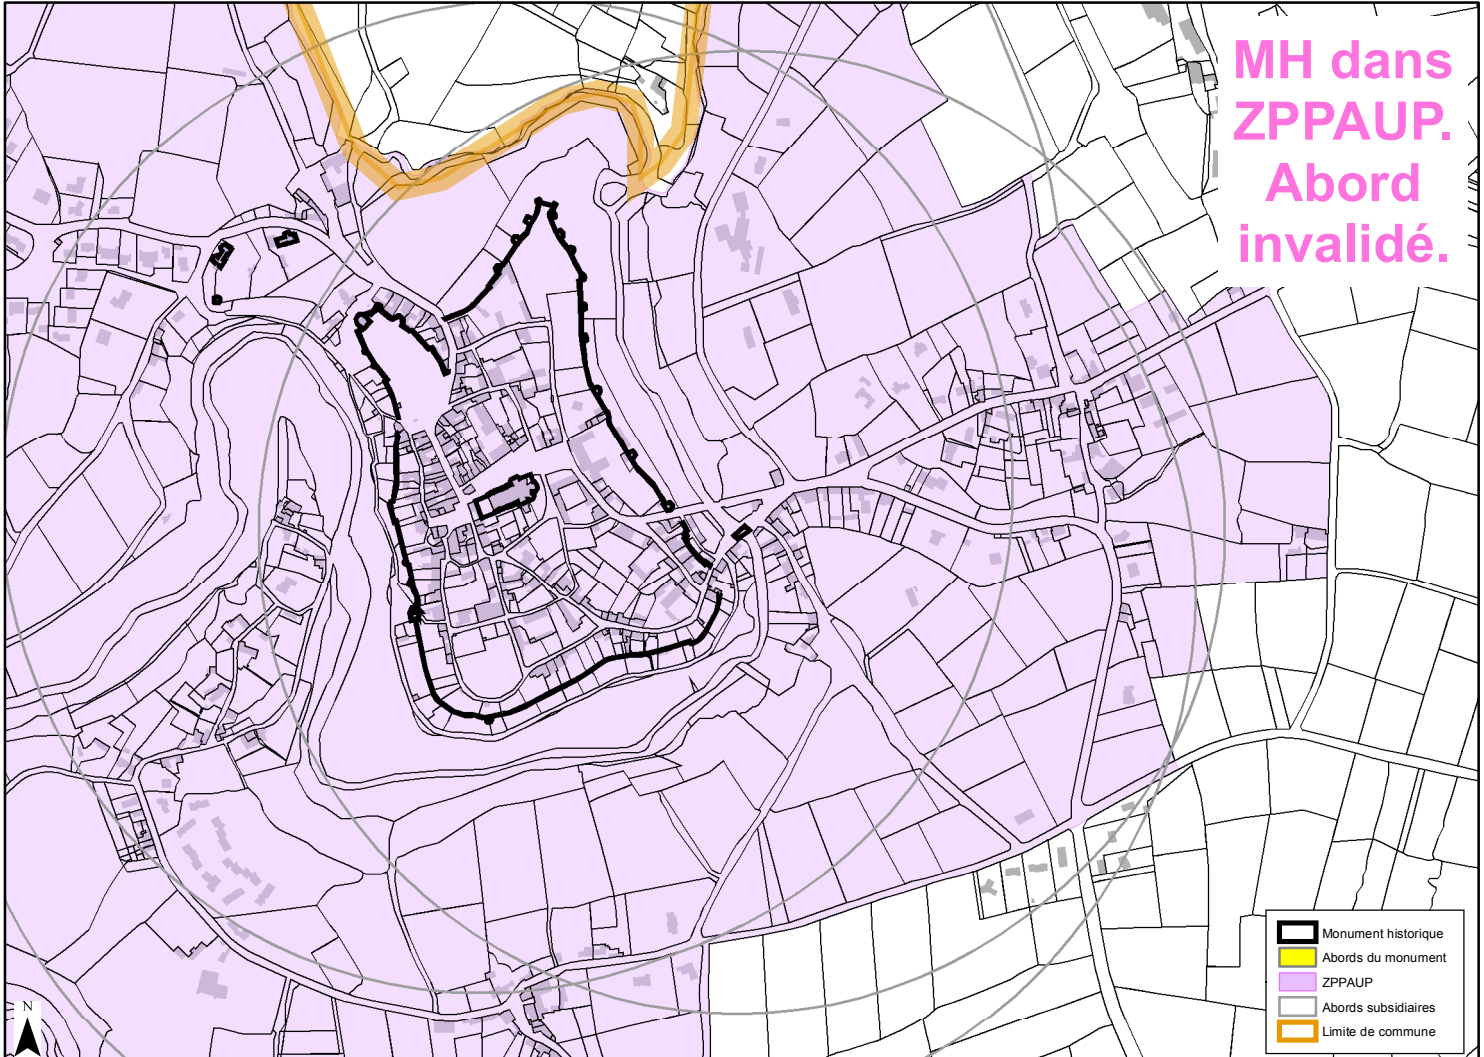 MH dans
ZPPAUP.
Abord
invalidé.
Monument historique
Abords du monument
ZPPAUP
Abords subsidiaires
Limite de commune
N